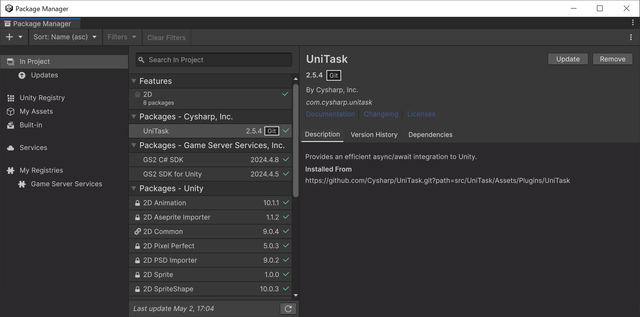 Package Manager
Package Manager
Sort: Name (asc)
Filters
Clear Filters
In Project
Updates
Unity Registry
My Assets
Built-in
Services
My Registries
Game Server Services
Search In Project
Features
2D
8 packages
Packages - Cysharp, Inc.
UniTask 2.5.4 Git
Packages - Game Server Services, Inc.
GS2 C# SDK 2024.4.8
GS2 SDK for Unity 2024.4.5
Packages - Unity
2D Animation 10.1.1
2D Aseprite Importer 1.1.2
2D Common 9.0.4
2D Pixel Perfect 5.0.3
2D PSD Importer 9.0.2
2D Sprite 1.0.0
2D SpriteShape 10.0.3
Last update May 2, 17:04
UniTask
Update
Remove
2.5.4 Git
By Cysharp, Inc.
com.cysharp.unitask
Documentation Changelog Licenses
Description Version History Dependencies
Provides an efficient async/await integration to Unity.
Installed From
https://github.com/Cysharp/UniTask.git?path=src/UniTask/Assets/Plugins/UniTask